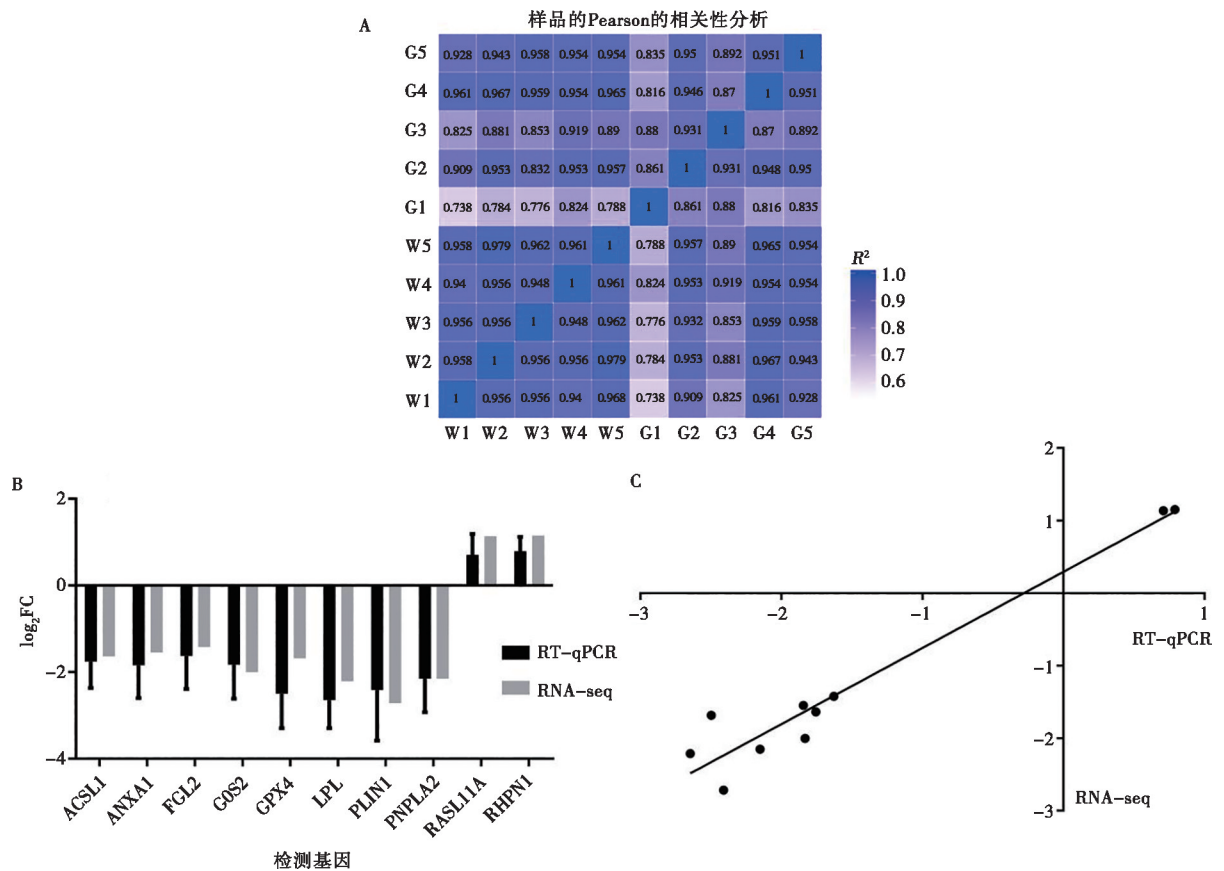 样品的Pearson的相关性分析
A
G5 0.928 0.943 0.958 0.954 0.954 0.835 0.95 0.892 0.951 1
G4 0.961 0.967 0.959 0.954 0.965 0.816 0.946 0.87 1 0.951
G3 0.825 0.881 0.853 0.919 0.89 0.88 0.931 1 0.87 0.892
G2 0.909 0.953 0.832 0.953 0.957 0.861 1 0.931 0.948 0.95
G1 0.738 0.784 0.776 0.824 0.788 1 0.861 0.88 0.816 0.835
W5 0.958 0.979 0.962 0.961 1 0.788 0.957 0.89 0.965 0.954
W4 0.94 0.956 0.948 1 0.961 0.824 0.953 0.919 0.954 0.954
W3 0.956 0.956 1 0.948 0.962 0.776 0.932 0.853 0.959 0.958
W2 0.958 1 0.956 0.956 0.979 0.784 0.953 0.881 0.967 0.943
W1 1 0.956 0.956 0.94 0.968 0.738 0.909 0.825 0.961 0.928
W1 W2 W3 W4 W5 G1 G2 G3 G4 G5
R²
1.0
0.9
0.8
0.7
0.6
B
log₂FC
2
0
−2
−4
RT−qPCR
RNA−seq
ACSL1 ANXA1 FGL2 G0S2 GPX4 LPL PLIN1 PNPLA2 RASL11A RHPN1
检测基因
C
2
1
−3 −2 −1 1
RT−qPCR
−1
−2
−3
RNA−seq